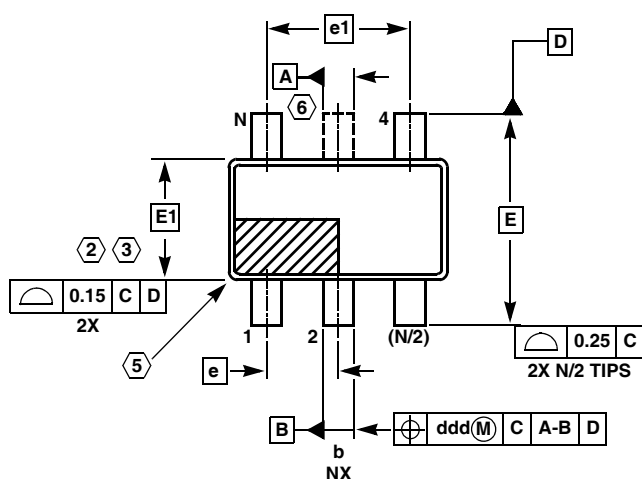 e1
D
A
6
N
4
E1
E
2 3
0.15 C D
2X
5
1
2
(N/2)
0.25 C
2X N/2 TIPS
e
B
b
NX
ddd M C A-B D